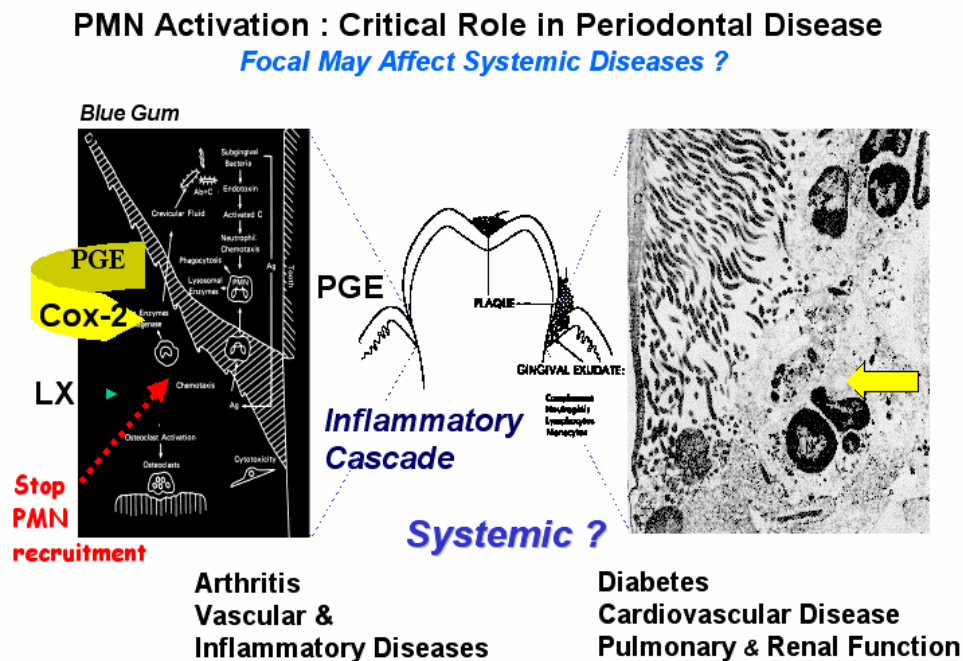 PMN Activation : Critical Role in Periodontal Disease
Focal May Affect Systemic Diseases ?
Blue Gum
Subgingival
Bacteria
Endotoxin
Activated C
Neutrophil
Chemotaxis
Ab+C
Crevicular Fluid
Phagocytosis
Lysosomal
Enzymes
PMN
Ag
Tooth
PGE
Cox-2
Enzymes
Chemotaxis
Ag
LX
Osteoclast Activation
Osteoclasts
Cytotoxicity
Stop
PMN
recruitment
PGE
PLAQUE
GINGIVAL EXUDATE:
Complement
Neutrophils
Lymphocytes
Monocytes
Inflammatory
Cascade
C
Systemic ?
Arthritis
Vascular &
Inflammatory Diseases
Diabetes
Cardiovascular Disease
Pulmonary & Renal Function